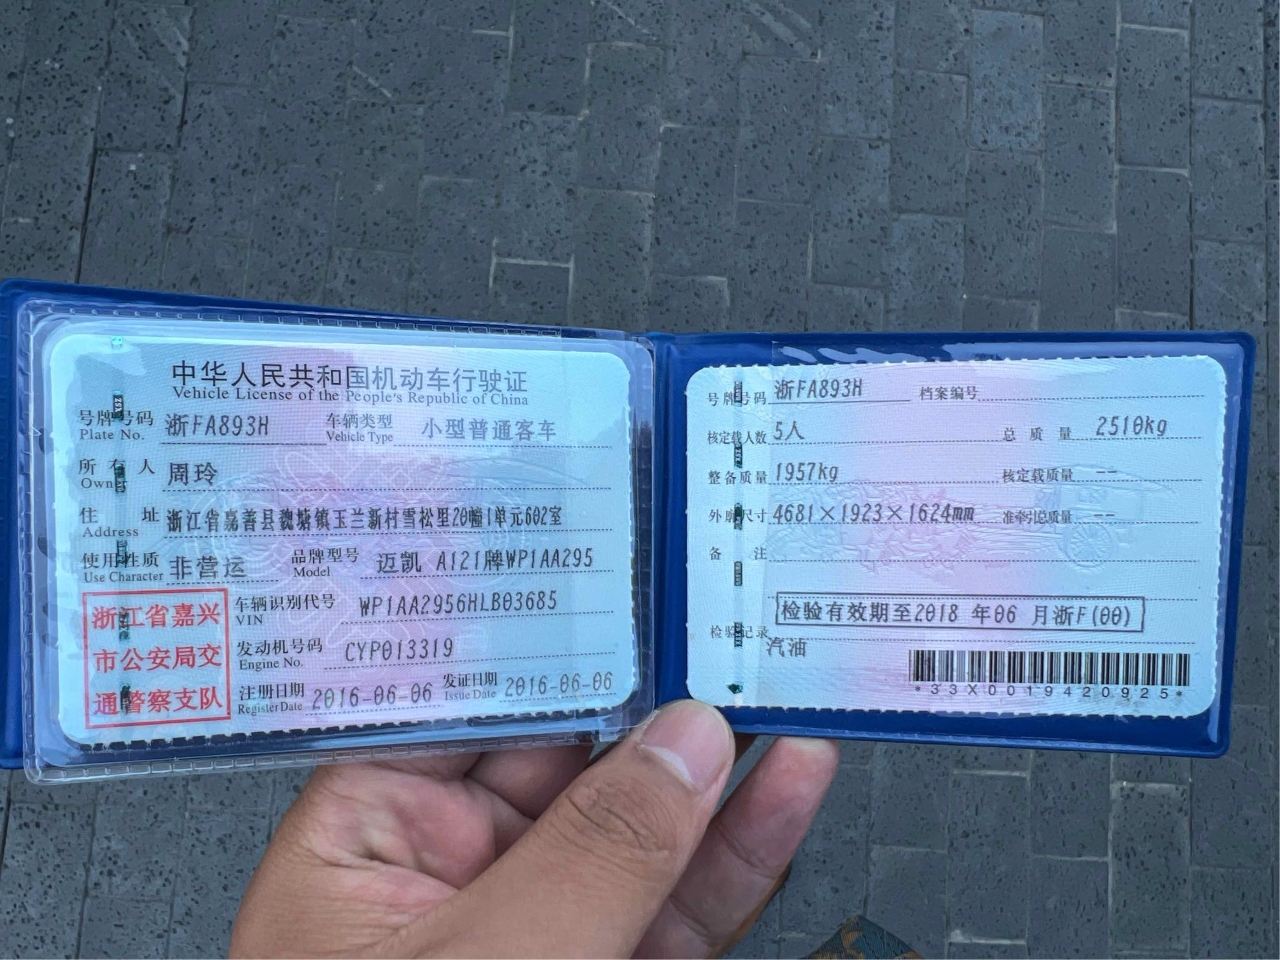 中华人民共和国机动车行驶证
Vehicle License of the People's Republic of China
号牌号码 浙FA893H 车辆类型 小型普通客车
Plate No. Vehicle Type
所有人 周玲
Owner
住址 浙江省嘉善县魏塘镇玉兰新村雪松里20幢1单元602室
Address
使用性质 非营运 品牌型号 迈凯 A121牌WP1AA295
Use Character Model
浙江省嘉兴
市公安局交
通警察支队
车辆识别代号 WP1AA2956HLB03685
VIN
发动机号码 CYP013319
Engine No.
注册日期 2016-06-06 发证日期 2016-06-06
Register Date Issue Date
号牌号码 浙FA893H 档案编号
核定载人数 5人 总质量 2510kg
整备质量 1957kg 核定载质量 --
外廓尺寸 4681×1923×1624mm 准牵引总质量 --
备注
检验有效期至2018 年06 月浙F(00)
检验记录
汽油
*33X0019420925*